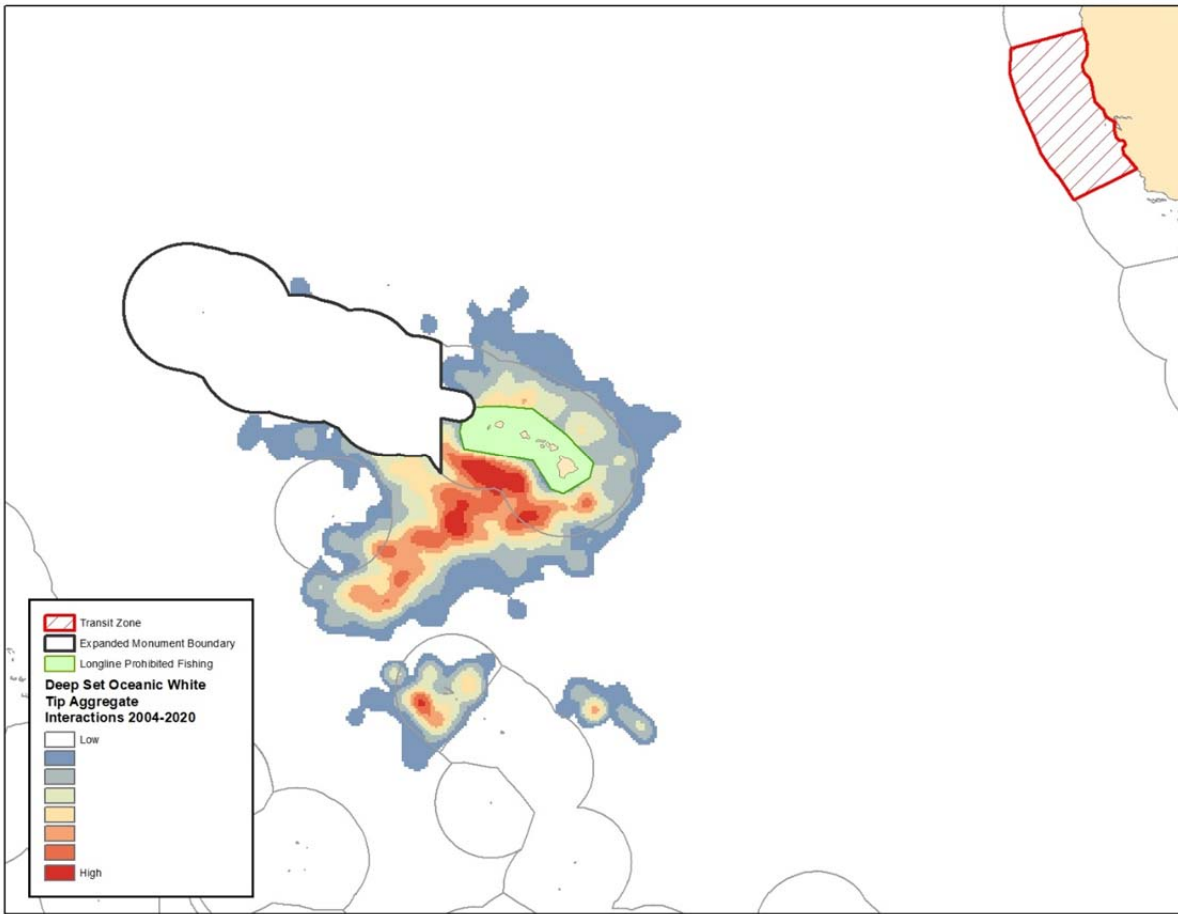 Transit Zone
Expanded Monument Boundary
Longline Prohibited Fishing
Deep Set Oceanic White
Tip Aggregate
Interactions 2004-2020
Low
High